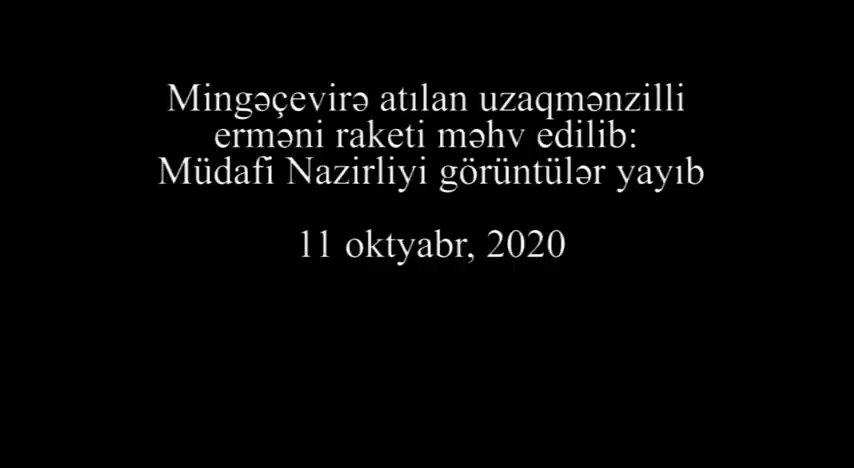 Mingəçevirə atılan uzaqmənzilli
erməni raketi məhv edilib:
Müdafi Nazirliyi görüntülər yayıb
11 oktyabr, 2020